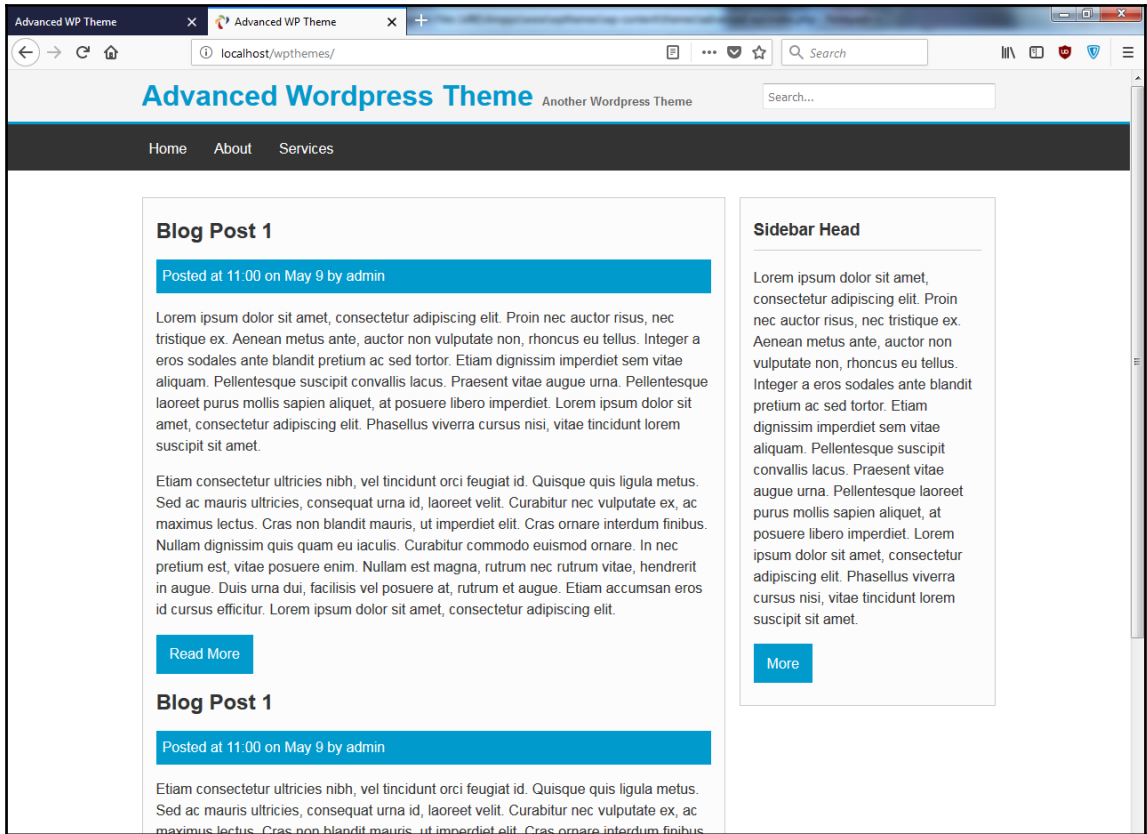 Advanced WP Theme
Advanced WP Theme
localhost/wpthemes/
Search
Advanced Wordpress Theme Another Wordpress Theme
Search...
Home About Services
Blog Post 1
Posted at 11:00 on May 9 by admin
Lorem ipsum dolor sit amet, consectetur adipiscing elit. Proin nec auctor risus, nec
tristique ex. Aenean metus ante, auctor non vulputate non, rhoncus eu tellus. Integer a
eros sodales ante blandit pretium ac sed tortor. Etiam dignissim imperdiet sem vitae
aliquam. Pellentesque suscipit convallis lacus. Praesent vitae augue urna. Pellentesque
laoreet purus mollis sapien aliquet, at posuere libero imperdiet. Lorem ipsum dolor sit
amet, consectetur adipiscing elit. Phasellus viverra cursus nisi, vitae tincidunt lorem
suscipit sit amet.
Etiam consectetur ultricies nibh, vel tincidunt orci feugiat id. Quisque quis ligula metus.
Sed ac mauris ultricies, consequat urna id, laoreet velit. Curabitur nec vulputate ex, ac
maximus lectus. Cras non blandit mauris, ut imperdiet elit. Cras ornare interdum finibus.
Nullam dignissim quis quam eu iaculis. Curabitur commodo euismod ornare. In nec
pretium est, vitae posuere enim. Nullam est magna, rutrum nec rutrum vitae, hendrerit
in augue. Duis urna dui, facilisis vel posuere at, rutrum et augue. Etiam accumsan eros
id cursus efficitur. Lorem ipsum dolor sit amet, consectetur adipiscing elit.
Read More
Blog Post 1
Posted at 11:00 on May 9 by admin
Etiam consectetur ultricies nibh, vel tincidunt orci feugiat id. Quisque quis ligula metus.
Sed ac mauris ultricies, consequat urna id, laoreet velit. Curabitur nec vulputate ex, ac
maximus lectus. Cras non blandit mauris, ut imperdiet elit. Cras ornare interdum finibus.
Sidebar Head
Lorem ipsum dolor sit amet,
consectetur adipiscing elit. Proin
nec auctor risus, nec tristique ex.
Aenean metus ante, auctor non
vulputate non, rhoncus eu tellus.
Integer a eros sodales ante blandit
pretium ac sed tortor. Etiam
dignissim imperdiet sem vitae
aliquam. Pellentesque suscipit
convallis lacus. Praesent vitae
augue urna. Pellentesque laoreet
purus mollis sapien aliquet, at
posuere libero imperdiet. Lorem
ipsum dolor sit amet, consectetur
adipiscing elit. Phasellus viverra
cursus nisi, vitae tincidunt lorem
suscipit sit amet.
More